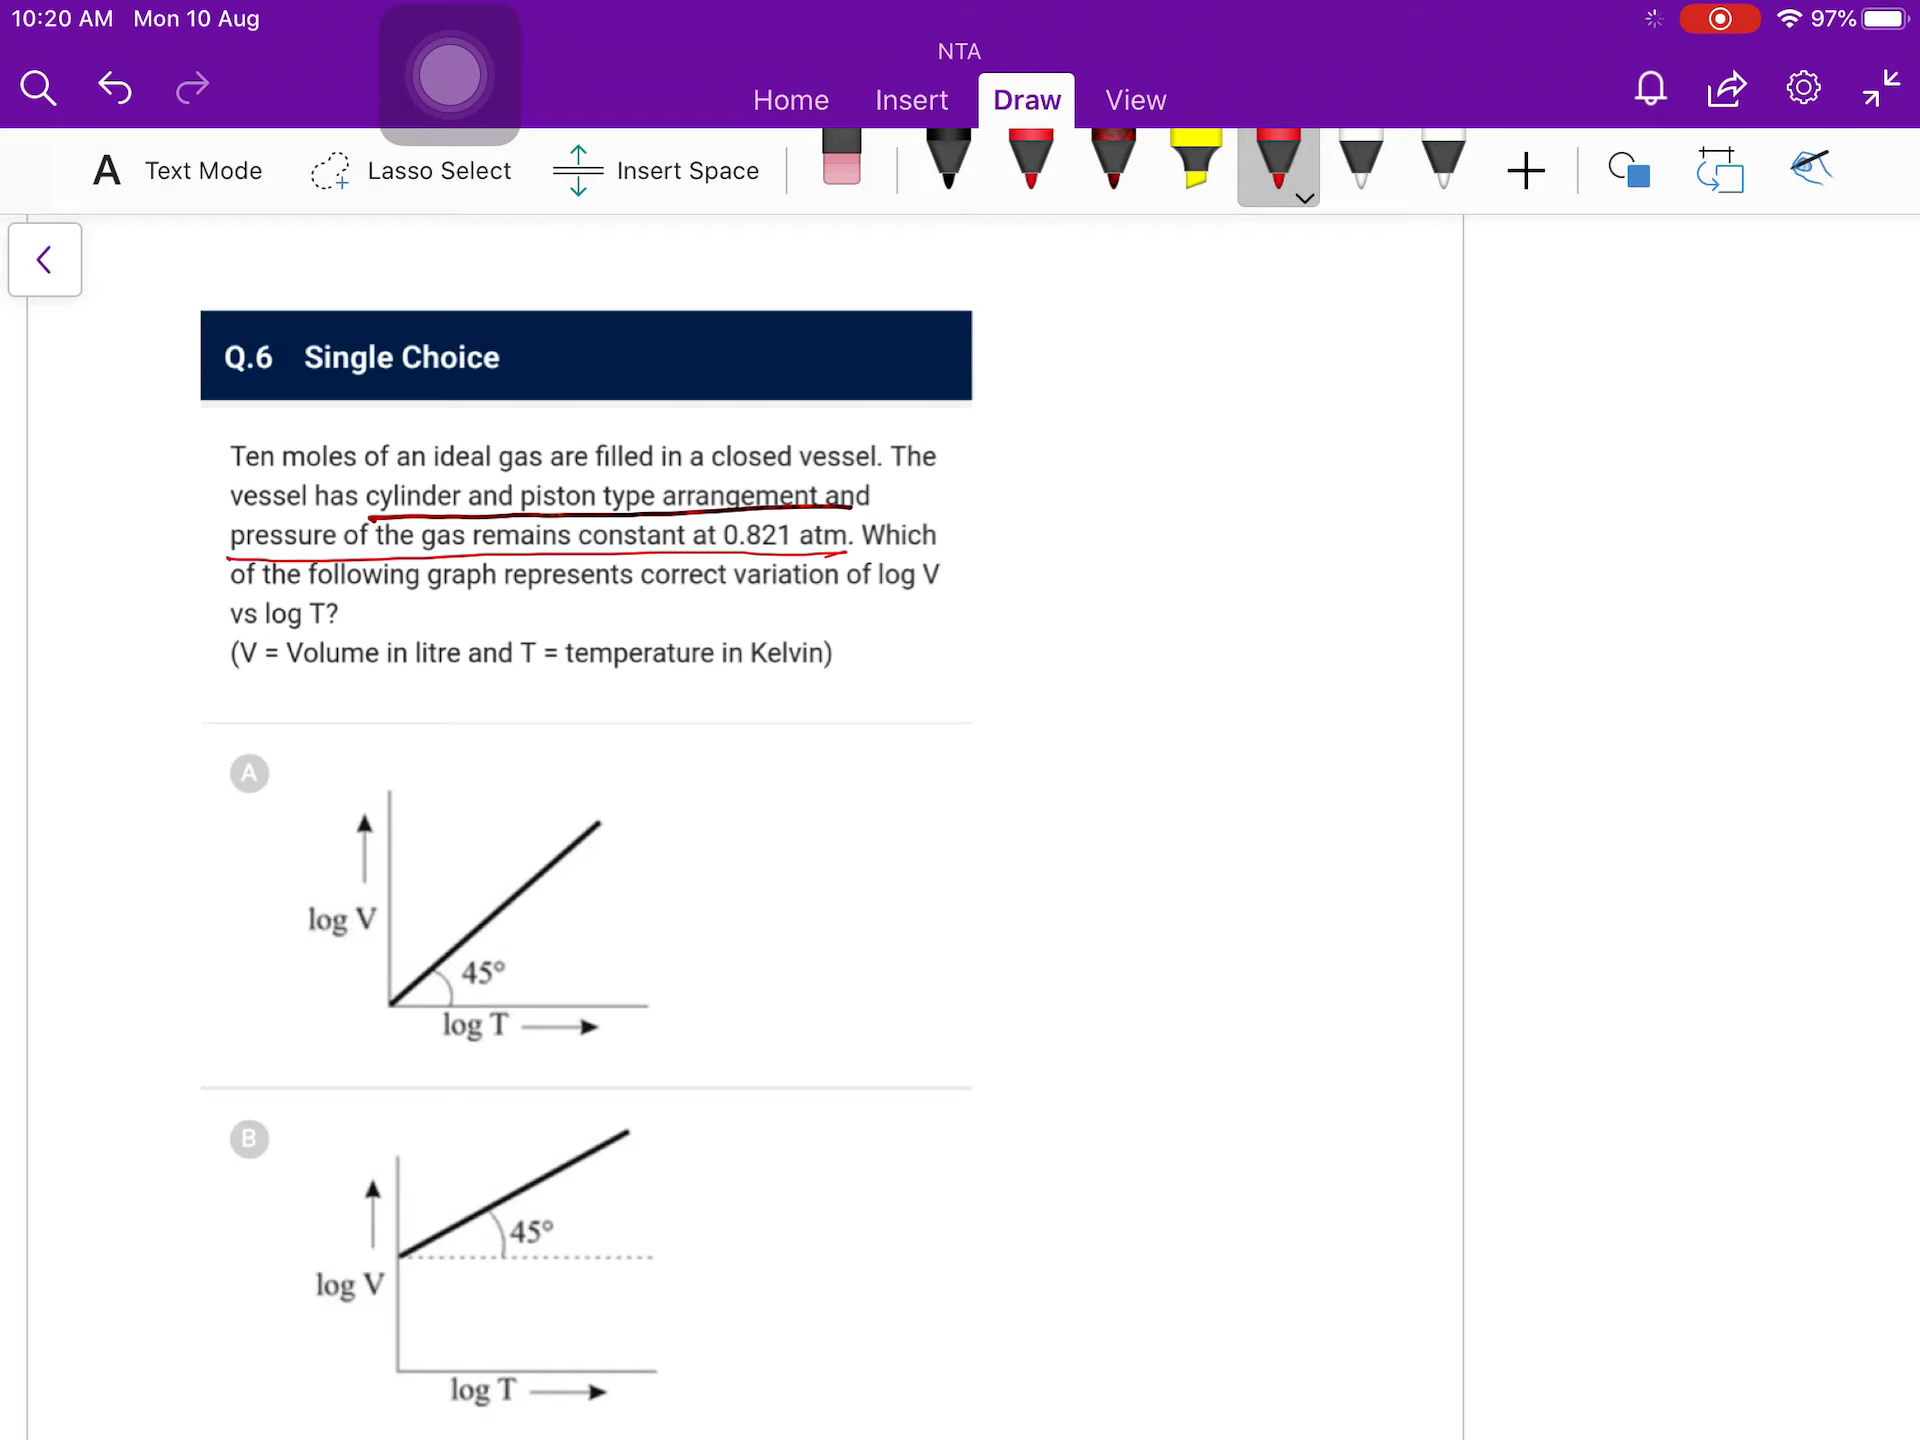 10:20 AM Mon 10 Aug
97%
NTA
Home Insert Draw View
A Text Mode Lasso Select Insert Space
Q.6 Single Choice
Ten moles of an ideal gas are filled in a closed vessel. The
vessel has cylinder and piston type arrangement and
pressure of the gas remains constant at 0.821 atm. Which
of the following graph represents correct variation of log V
vs log T?
(V = Volume in litre and T = temperature in Kelvin)
A
log V
45°
log T
B
45°
log V
log T